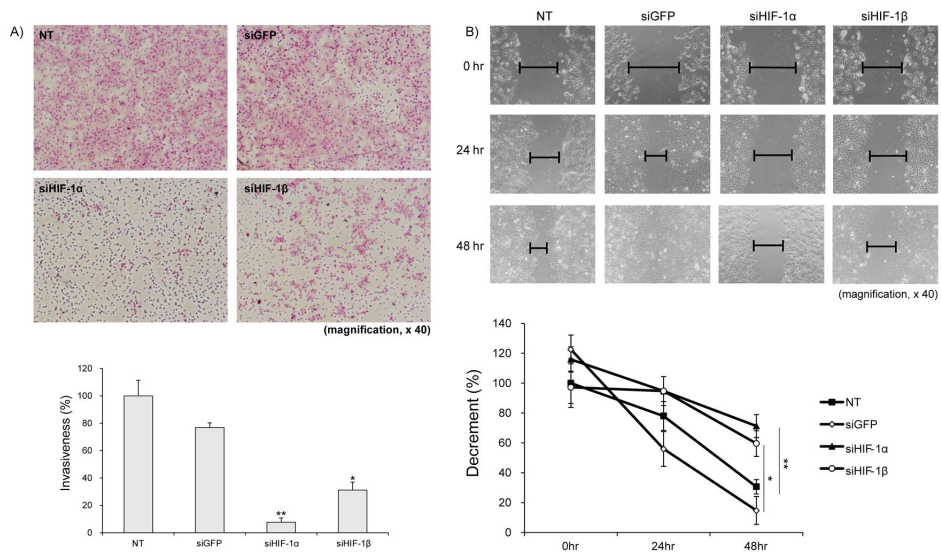 A)
NT
siGFP
siHIF-1α
siHIF-1β
(magnification, x 40)
Invasiveness (%)
120
100
80
60
40
20
0
**
*
NT
siGFP
siHIF-1α
siHIF-1β
B)
NT
siGFP
siHIF-1α
siHIF-1β
0 hr
24 hr
48 hr
(magnification, x 40)
Decrement (%)
140
120
100
80
60
40
20
0
0hr
24hr
48hr
*
**
NT
siGFP
siHIF-1α
siHIF-1β